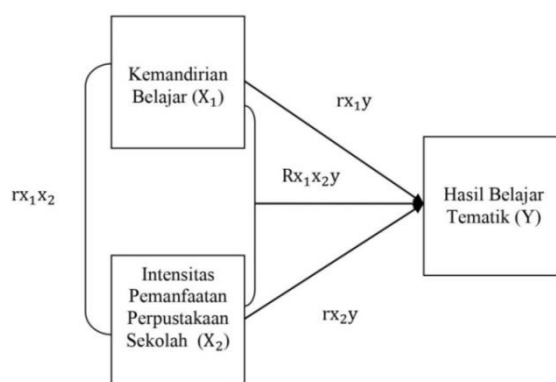 Kemandirian
Belajar (X₁)
rx₁y
rx₁x₂
Rx₁x₂y
Hasil Belajar
Tematik (Y)
Intensitas
Pemanfaatan
Perpustakaan
Sekolah (X₂)
rx₂y